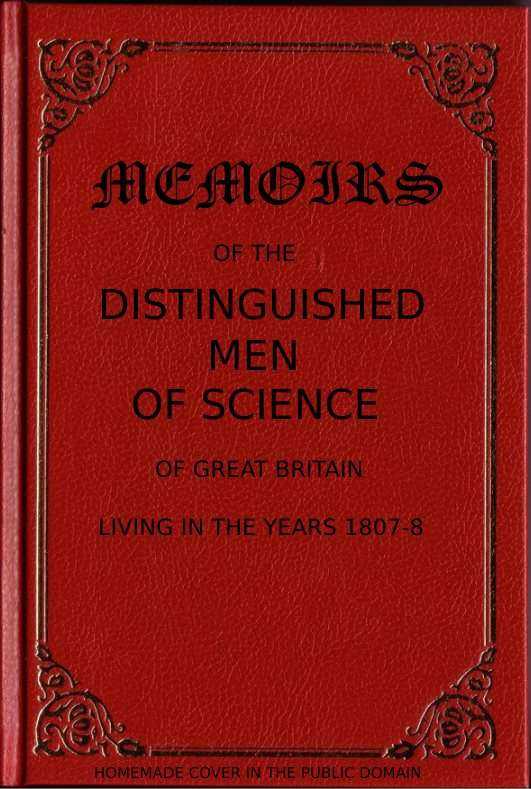 MEMOIRS
OF THE
DISTINGUISHED
MEN
OF SCIENCE
OF GREAT BRITAIN
LIVING IN THE YEARS 1807-8
HOMEMADE COVER IN THE PUBLIC DOMAIN